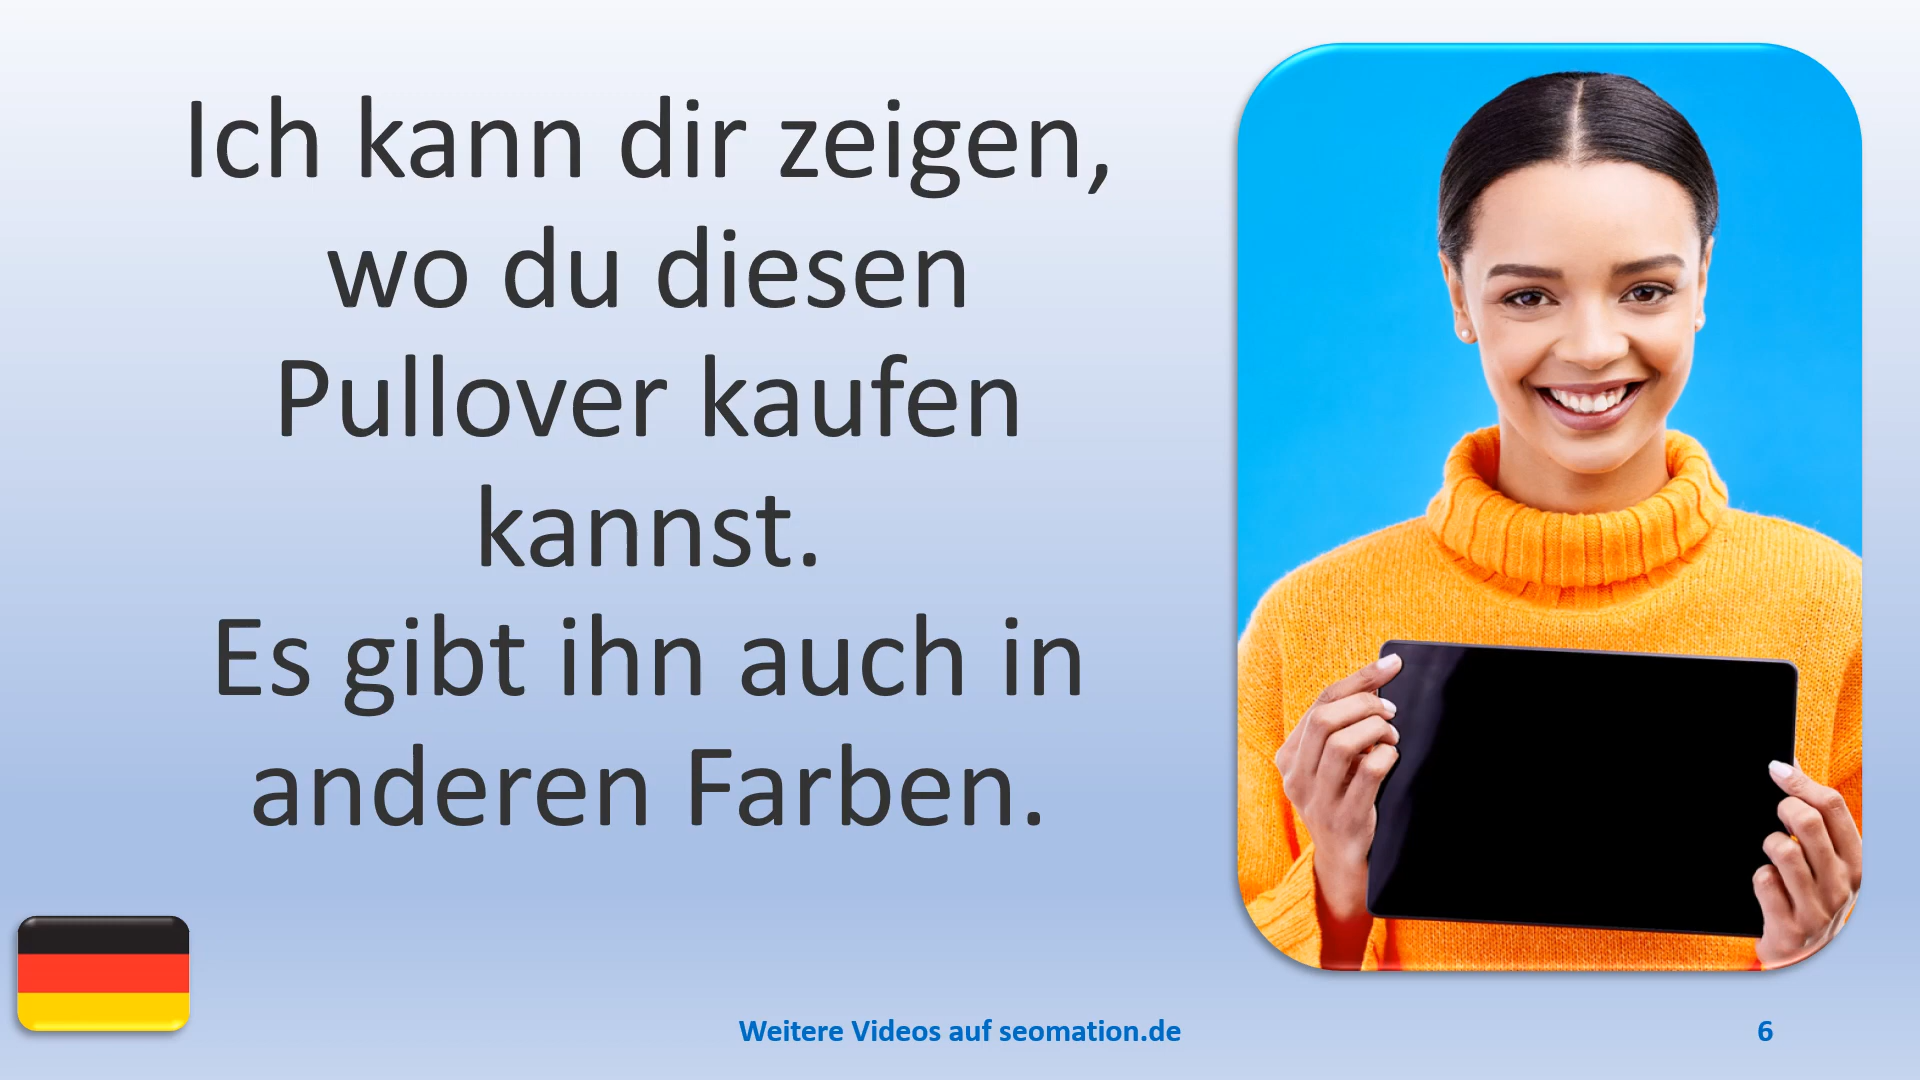 Ich kann dir zeigen,
wo du diesen
Pullover kaufen
kannst.
Es gibt ihn auch in
anderen Farben.
Weitere Videos auf seomation.de
6